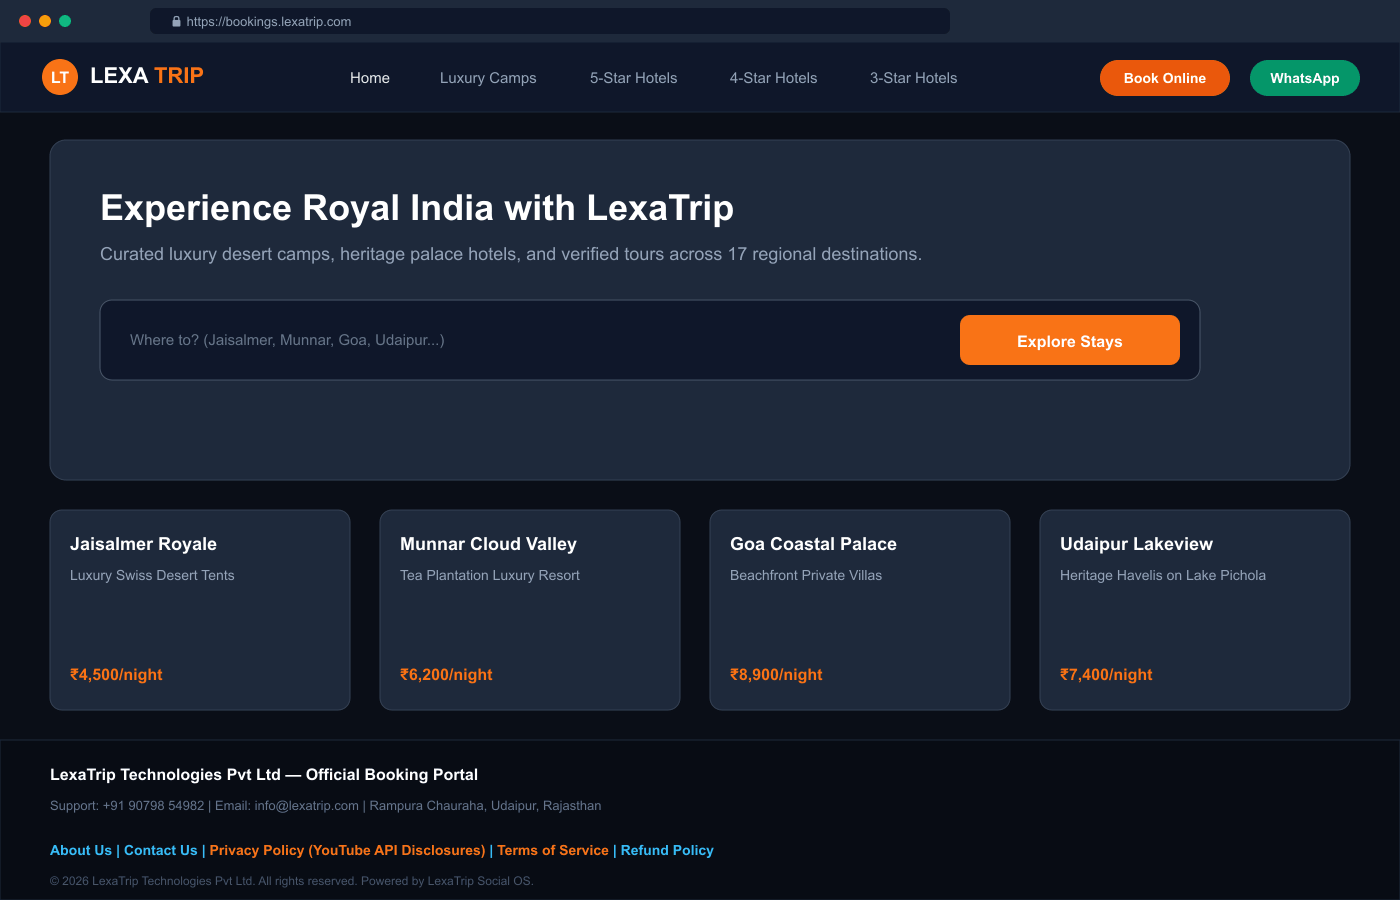 https://bookings.lexatrip.com
LT LEXA TRIP Home Luxury Camps 5-Star Hotels 4-Star Hotels 3-Star Hotels Book Online WhatsApp
Experience Royal India with LexaTrip
Curated luxury desert camps, heritage palace hotels, and verified tours across 17 regional destinations.
Where to? (Jaisalmer, Munnar, Goa, Udaipur...) Explore Stays
Jaisalmer Royale
Luxury Swiss Desert Tents
₹4,500/night
Munnar Cloud Valley
Tea Plantation Luxury Resort
₹6,200/night
Goa Coastal Palace
Beachfront Private Villas
₹8,900/night
Udaipur Lakeview
Heritage Havelis on Lake Pichola
₹7,400/night
LexaTrip Technologies Pvt Ltd — Official Booking Portal
Support: +91 90798 54982 | Email: info@lexatrip.com | Rampura Chauraha, Udaipur, Rajasthan
About Us | Contact Us | Privacy Policy (YouTube API Disclosures) | Terms of Service | Refund Policy
© 2026 LexaTrip Technologies Pvt Ltd. All rights reserved. Powered by LexaTrip Social OS.